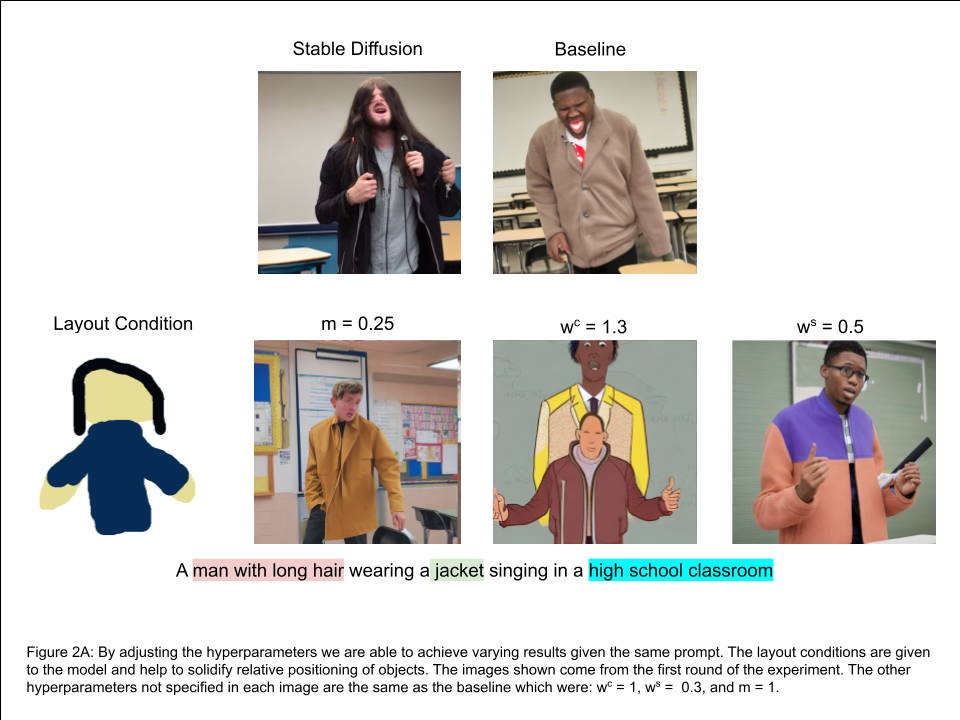 Stable Diffusion
Baseline
Layout Condition
m = 0.25
wᶜ = 1.3
wˢ = 0.5
A man with long hair wearing a jacket singing in a high school classroom
Figure 2A: By adjusting the hyperparameters we are able to achieve varying results given the same prompt. The layout conditions are given
to the model and help to solidify relative positioning of objects. The images shown come from the first round of the experiment. The other
hyperparameters not specified in each image are the same as the baseline which were: wᶜ = 1, wˢ = 0.3, and m = 1.